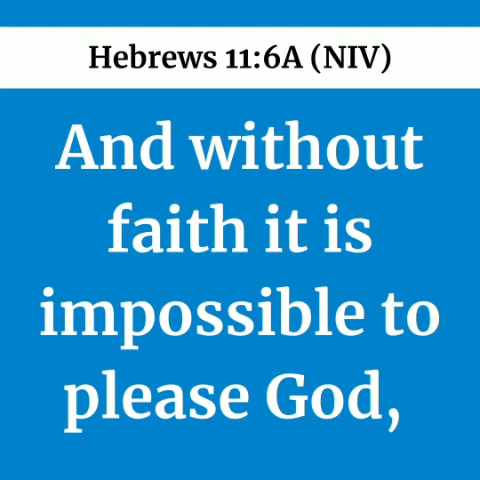 Hebrews 11:6A (NIV)
And without
faith it is
impossible to
please God,